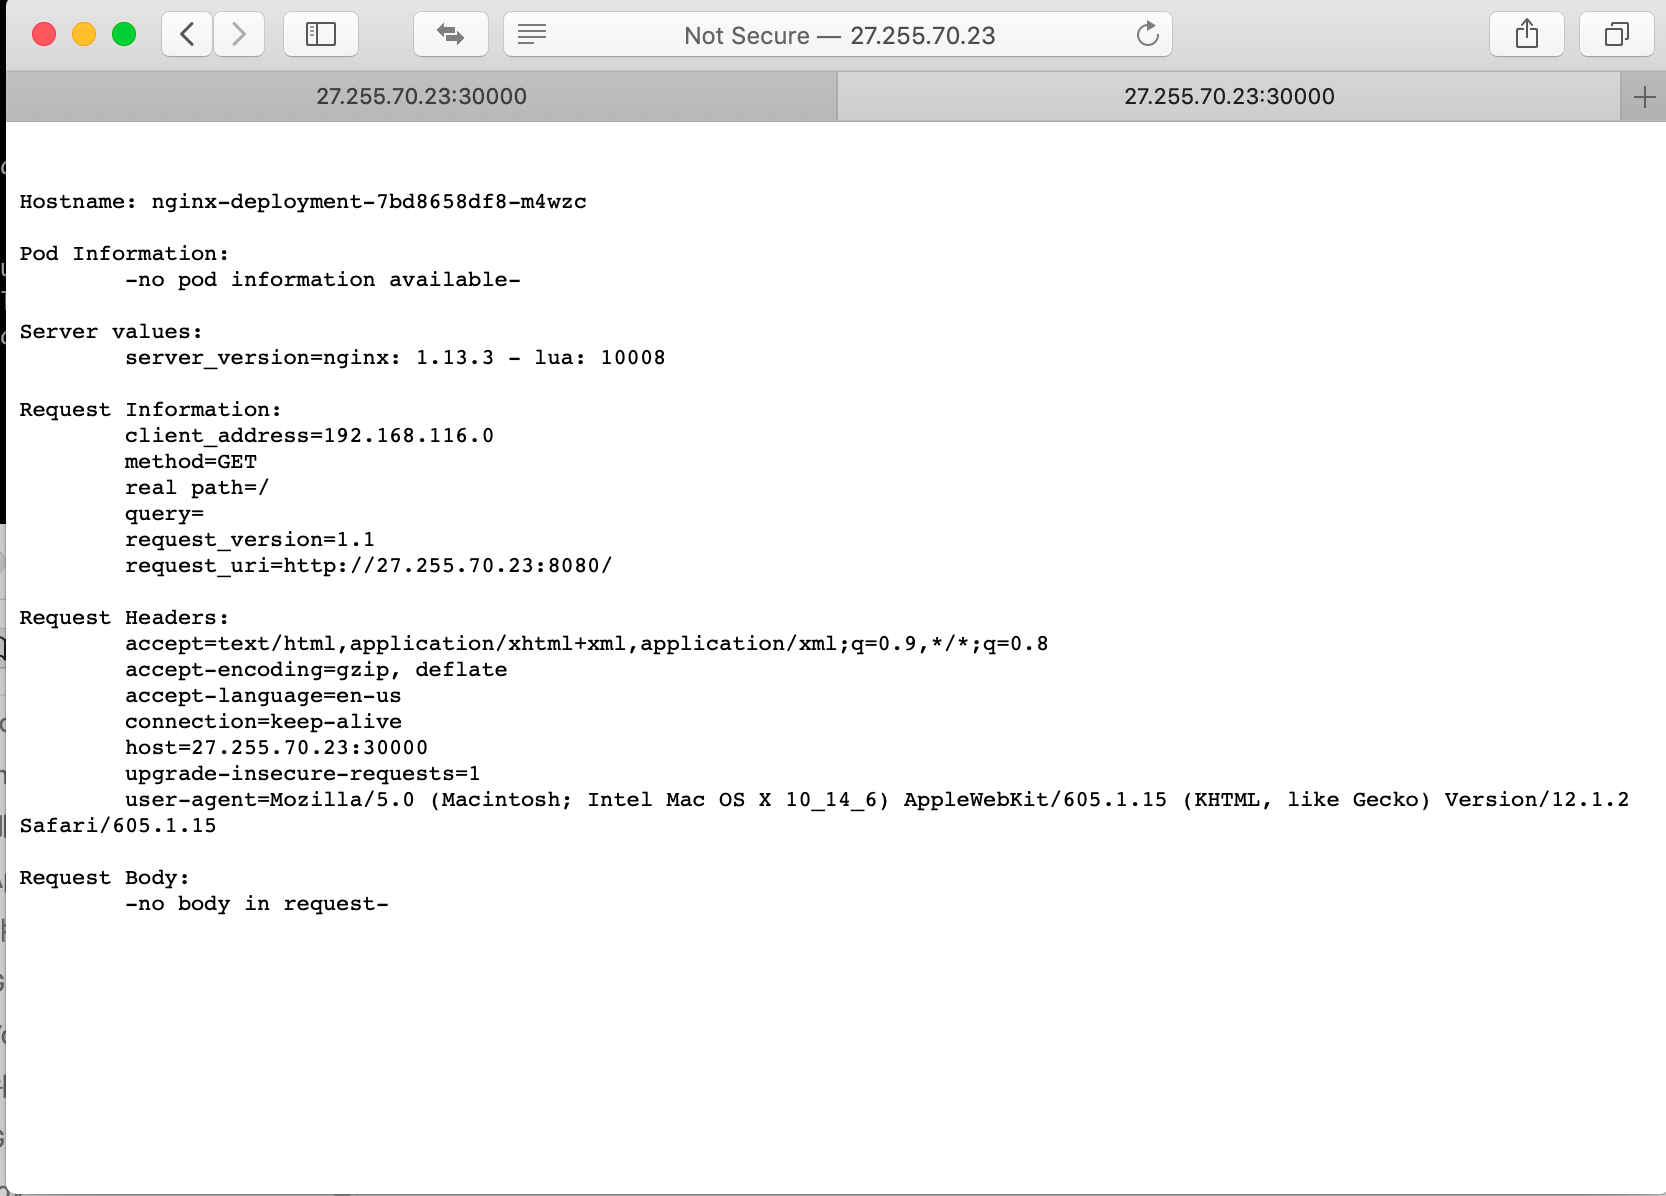 Not Secure — 27.255.70.23
27.255.70.23:30000
27.255.70.23:30000
Hostname: nginx-deployment-7bd8658df8-m4wzc
Pod Information:
-no pod information available-
Server values:
server_version=nginx: 1.13.3 - lua: 10008
Request Information:
client_address=192.168.116.0
method=GET
real path=/
query=
request_version=1.1
request_uri=http://27.255.70.23:8080/
Request Headers:
accept=text/html,application/xhtml+xml,application/xml;q=0.9,*/*;q=0.8
accept-encoding=gzip, deflate
accept-language=en-us
connection=keep-alive
host=27.255.70.23:30000
upgrade-insecure-requests=1
user-agent=Mozilla/5.0 (Macintosh; Intel Mac OS X 10_14_6) AppleWebKit/605.1.15 (KHTML, like Gecko) Version/12.1.2
Safari/605.1.15
Request Body:
-no body in request-